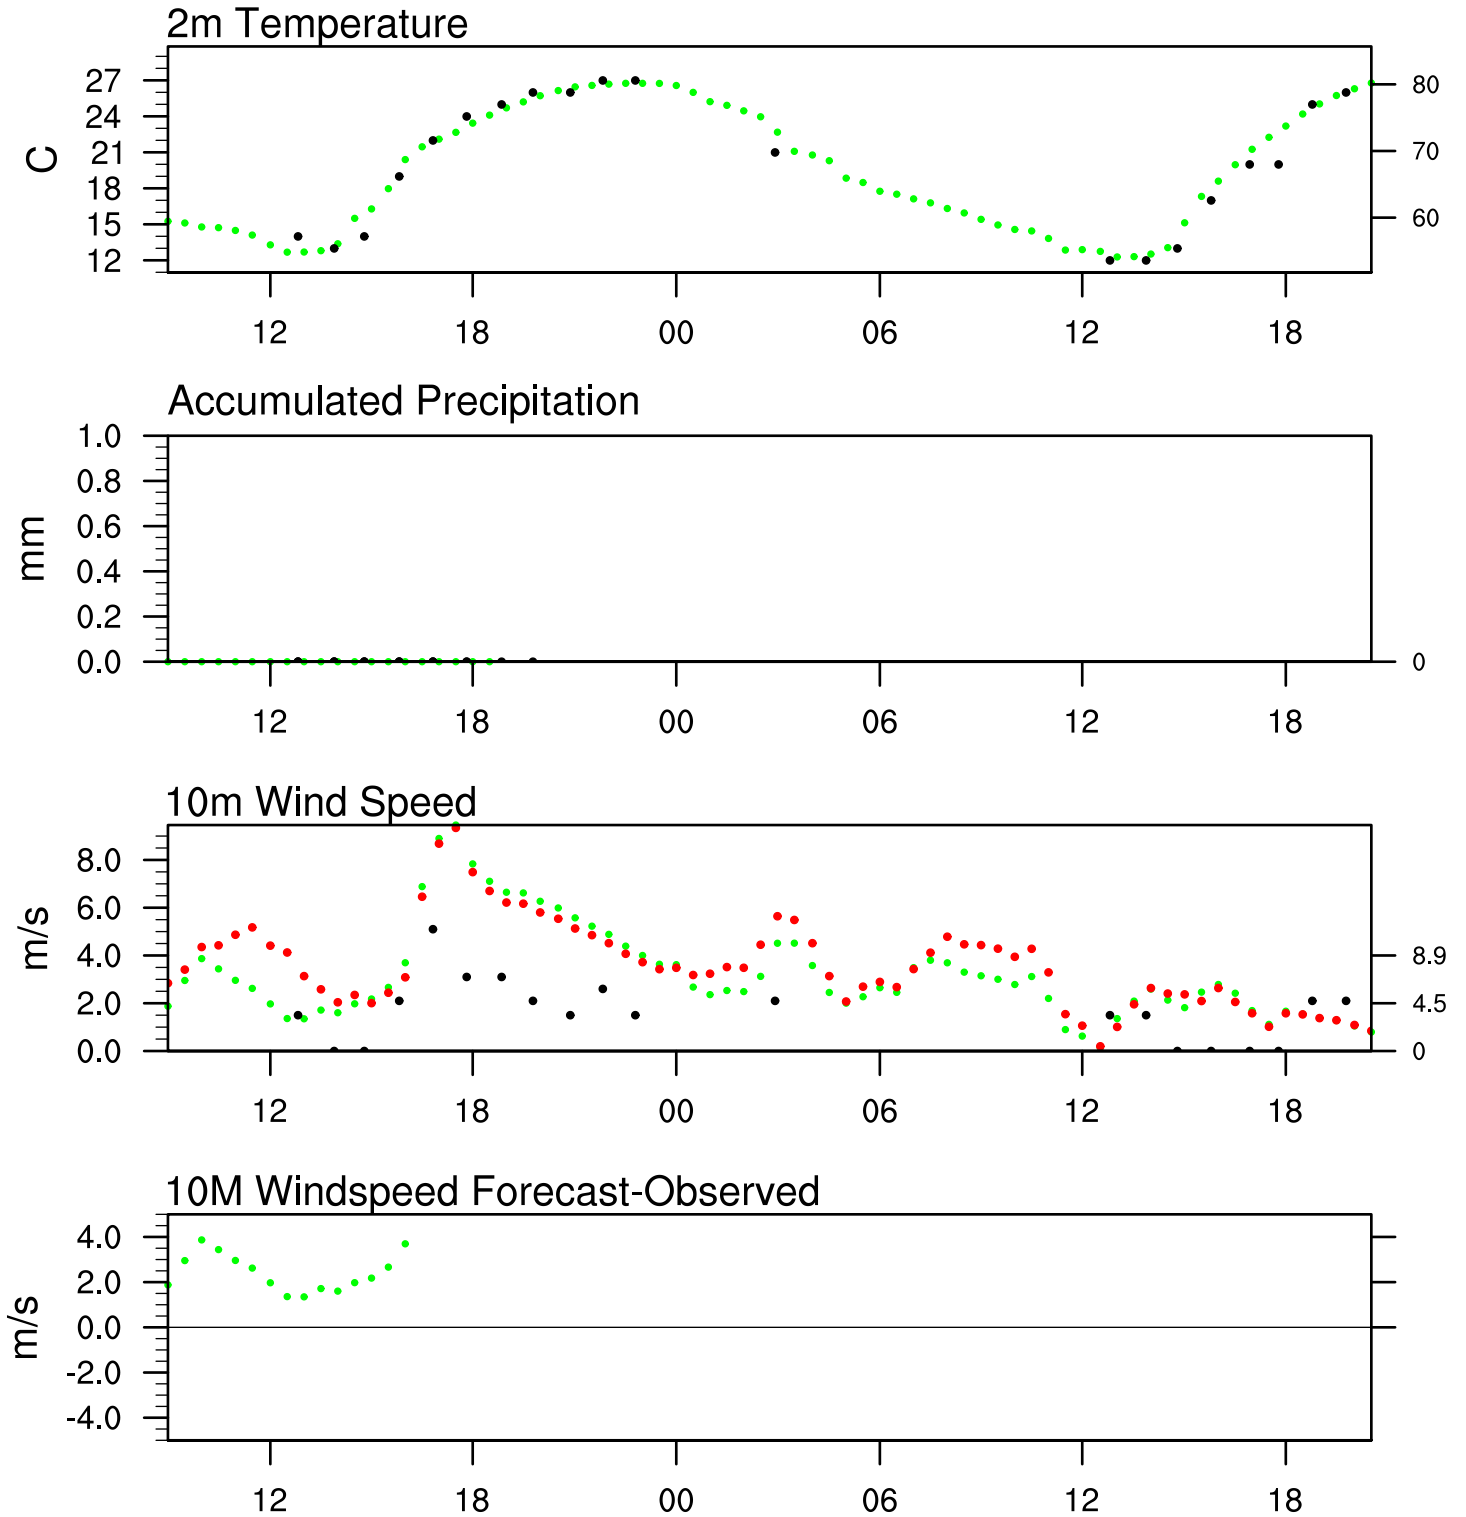 2m Temperature
27
24
21
18
15
12
C
80
70
60
12 18 00 06 12 18
Accumulated Precipitation
1.0
0.8
0.6
0.4
0.2
0.0
mm
0
12 18 00 06 12 18
10m Wind Speed
8.0
6.0
4.0
2.0
0.0
m/s
8.9
4.5
0
12 18 00 06 12 18
10M Windspeed Forecast-Observed
4.0
2.0
0.0
-2.0
-4.0
m/s
12 18 00 06 12 18